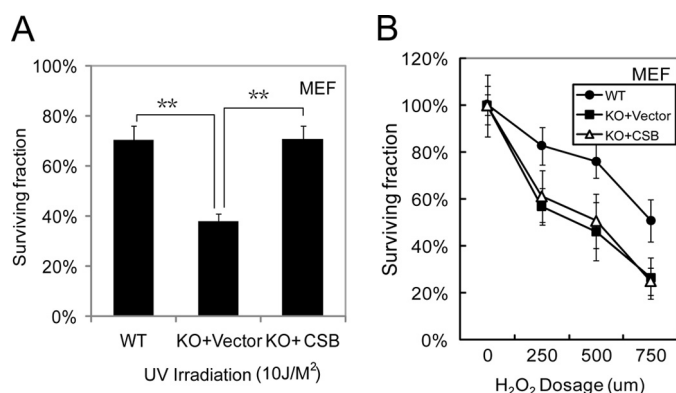 A
100%
80%
60%
40%
20%
0%
Surviving fraction
MEF
**
**
WT KO+Vector KO+ CSB
UV Irradiation (10J/M²)
B
120%
100%
80%
60%
40%
20%
0%
Surviving fraction
MEF
WT
KO+Vector
KO+CSB
0 250 500 750
H₂O₂ Dosage (um)